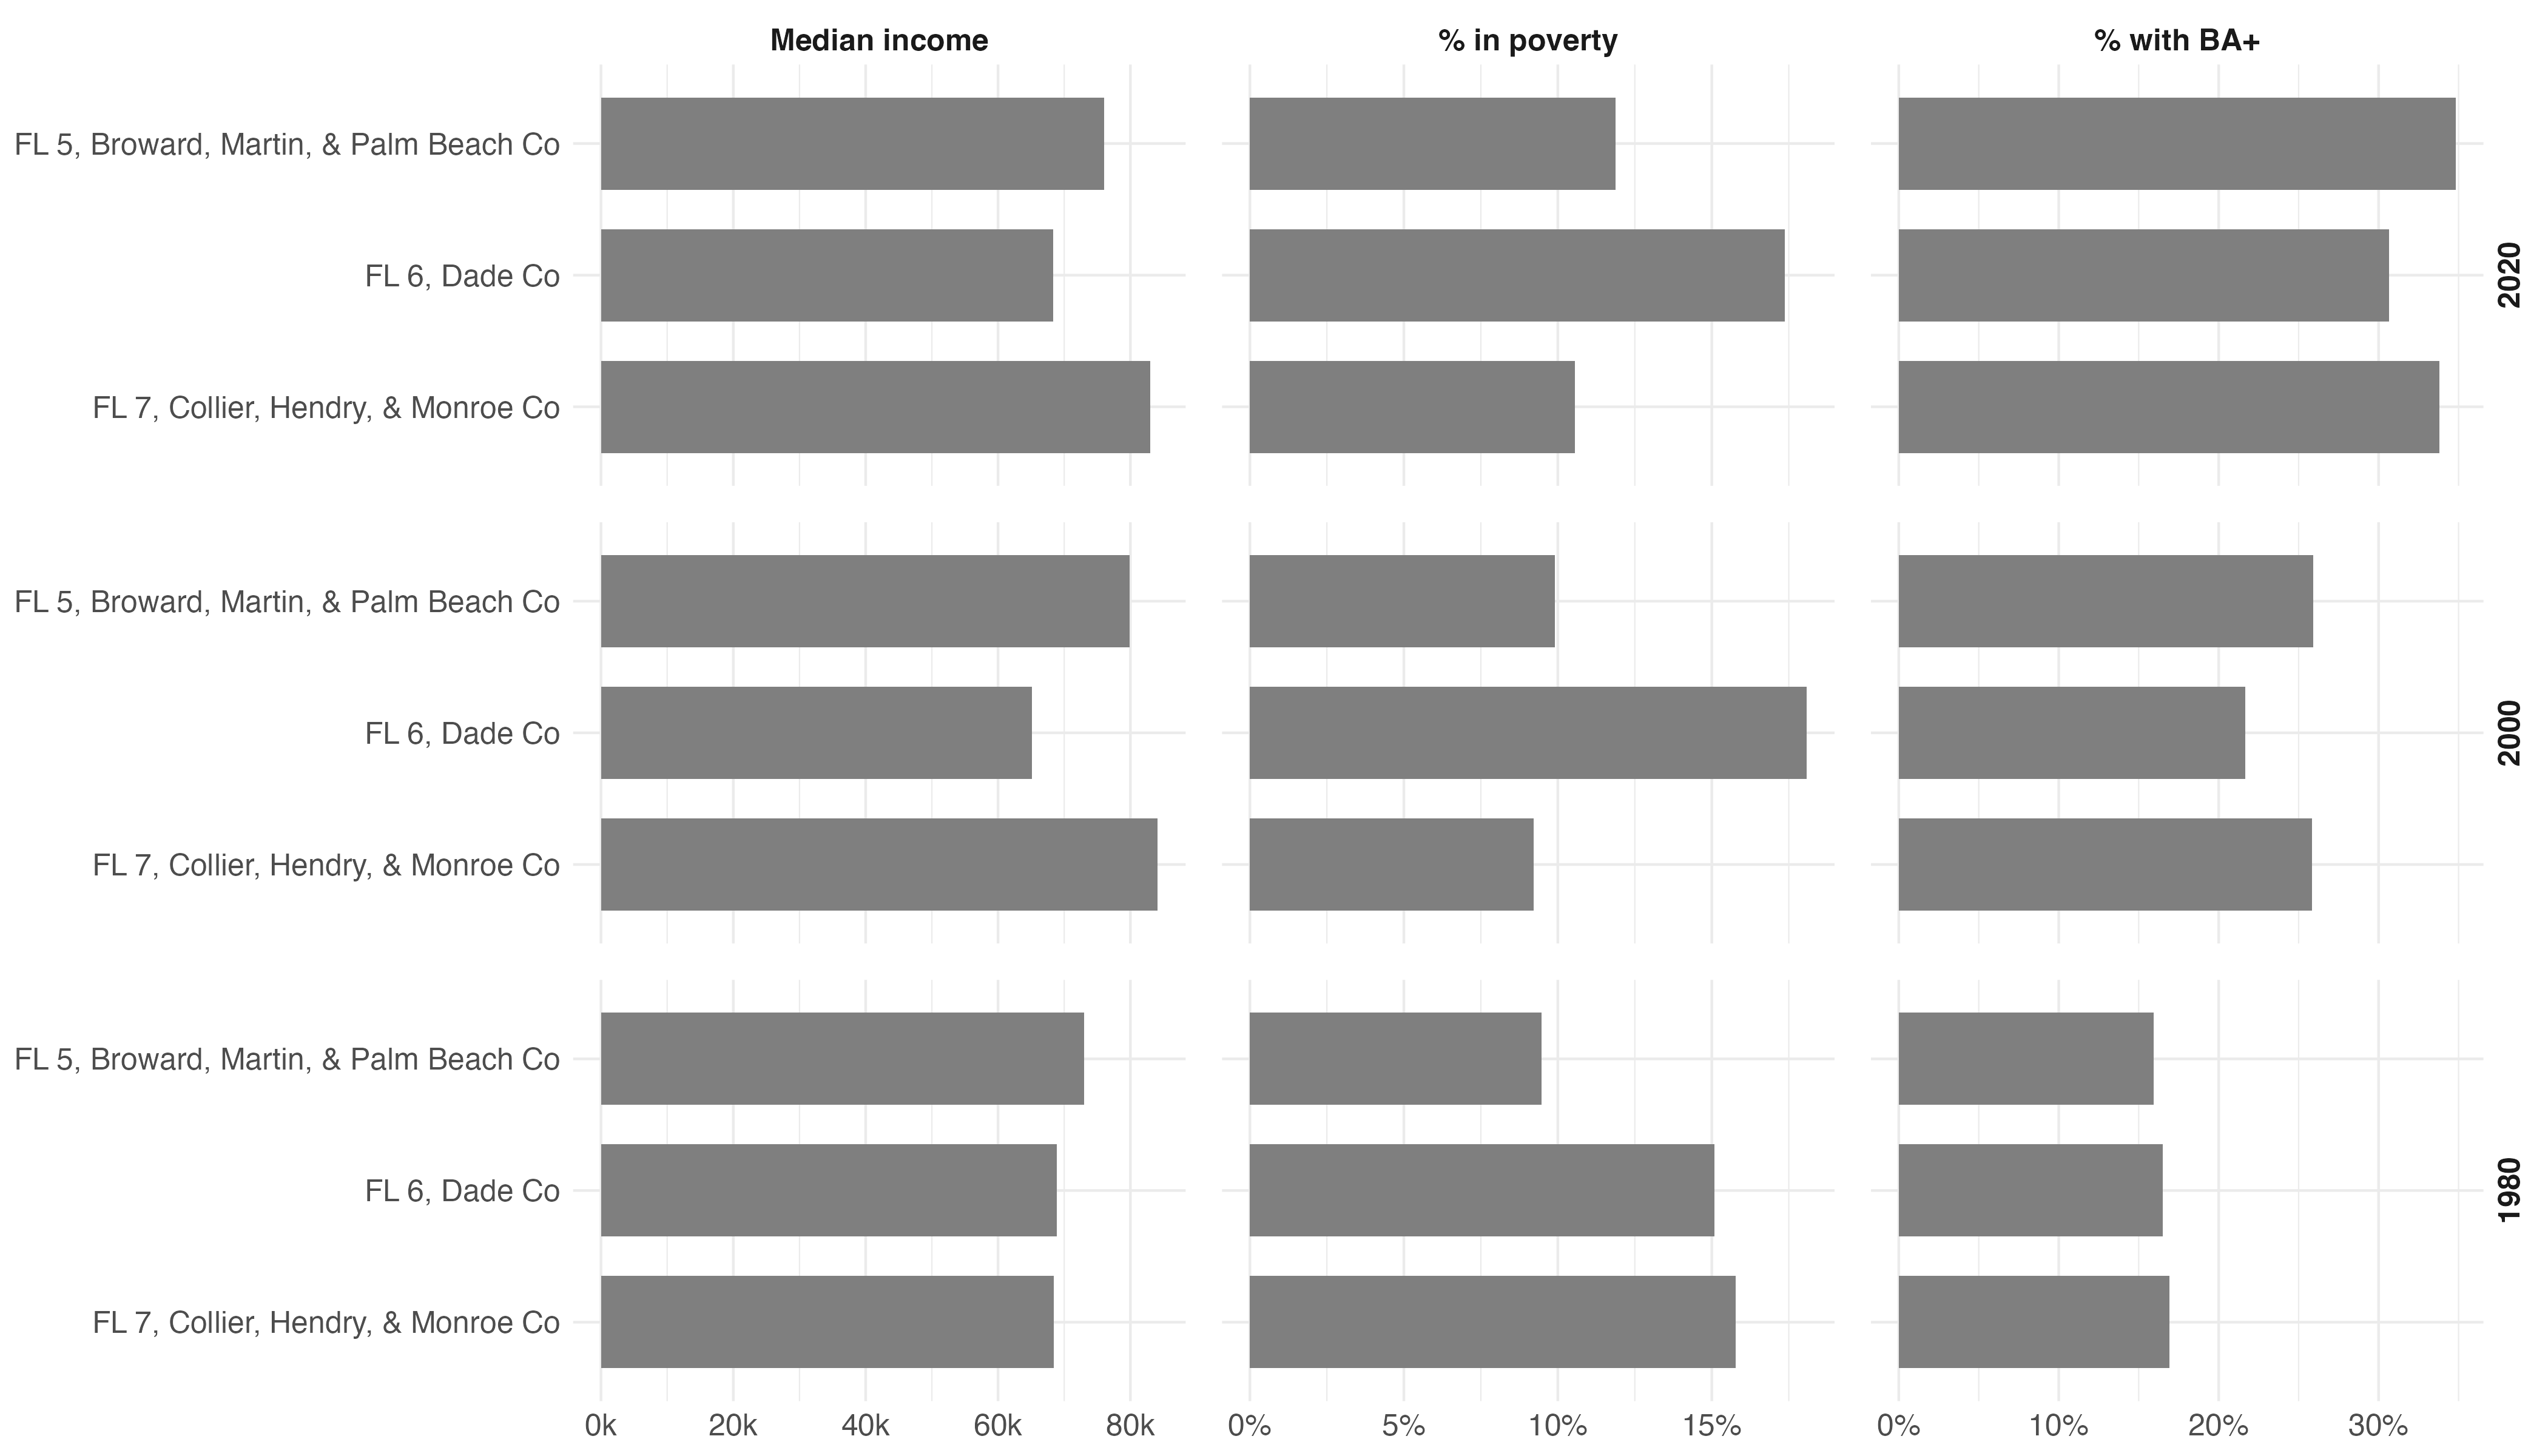 Median income
% in poverty
% with BA+
FL 5, Broward, Martin, & Palm Beach Co
FL 6, Dade Co
FL 7, Collier, Hendry, & Monroe Co
2020
FL 5, Broward, Martin, & Palm Beach Co
FL 6, Dade Co
FL 7, Collier, Hendry, & Monroe Co
2000
FL 5, Broward, Martin, & Palm Beach Co
FL 6, Dade Co
FL 7, Collier, Hendry, & Monroe Co
1980
0k 20k 40k 60k 80k
0% 5% 10% 15%
0% 10% 20% 30%